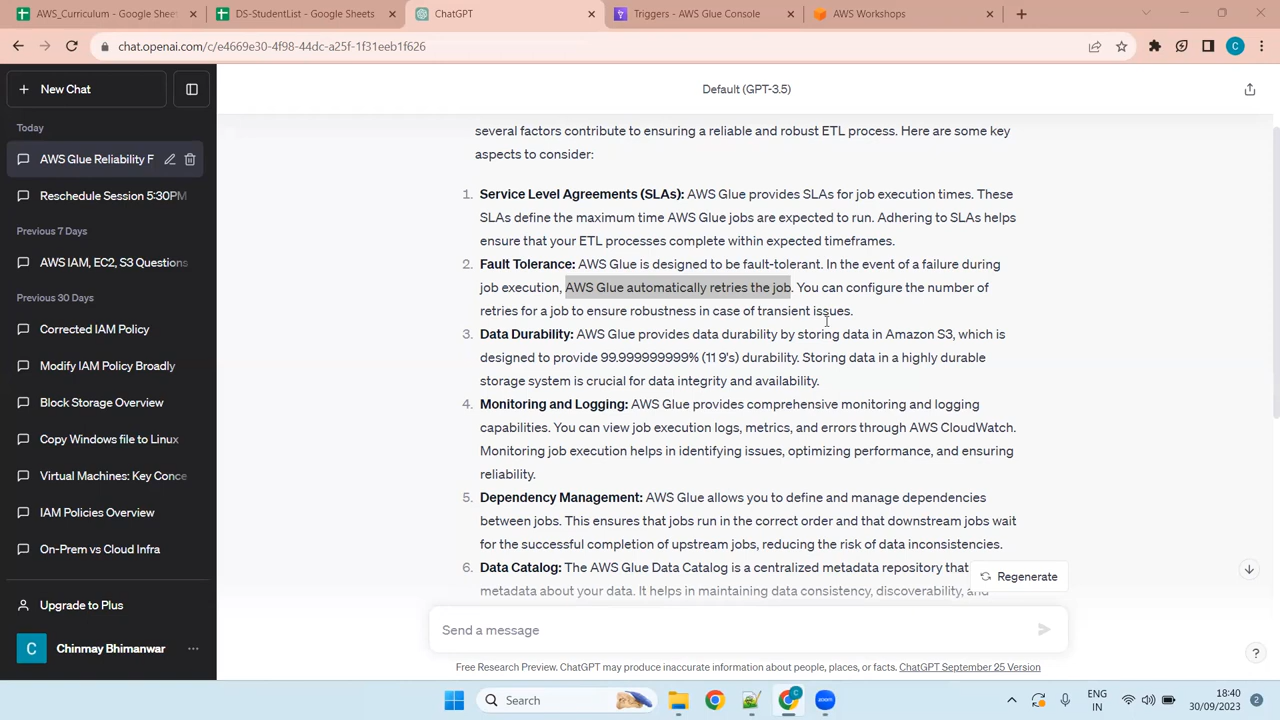 AWS_Curriculum - Google Sheet
DS-StudentList - Google Sheets
ChatGPT
Triggers - AWS Glue Console
AWS Workshops
chat.openai.com/c/e4669e30-4f98-44dc-a25f-1f31eeb1f626
C
New Chat
Default (GPT-3.5)
Today
AWS Glue Reliability F
Reschedule Session 5:30PM
Previous 7 Days
AWS IAM, EC2, S3 Questions
Previous 30 Days
Corrected IAM Policy
Modify IAM Policy Broadly
Block Storage Overview
Copy Windows file to Linux
Virtual Machines: Key Conce
IAM Policies Overview
On-Prem vs Cloud Infra
Upgrade to Plus
C
Chinmay Bhimanwar
several factors contribute to ensuring a reliable and robust ETL process. Here are some key
aspects to consider:
1. Service Level Agreements (SLAs): AWS Glue provides SLAs for job execution times. These
SLAs define the maximum time AWS Glue jobs are expected to run. Adhering to SLAs helps
ensure that your ETL processes complete within expected timeframes.
2. Fault Tolerance: AWS Glue is designed to be fault-tolerant. In the event of a failure during
job execution, AWS Glue automatically retries the job. You can configure the number of
retries for a job to ensure robustness in case of transient issues.
3. Data Durability: AWS Glue provides data durability by storing data in Amazon S3, which is
designed to provide 99.999999999% (11 9's) durability. Storing data in a highly durable
storage system is crucial for data integrity and availability.
4. Monitoring and Logging: AWS Glue provides comprehensive monitoring and logging
capabilities. You can view job execution logs, metrics, and errors through AWS CloudWatch.
Monitoring job execution helps in identifying issues, optimizing performance, and ensuring
reliability.
5. Dependency Management: AWS Glue allows you to define and manage dependencies
between jobs. This ensures that jobs run in the correct order and that downstream jobs wait
for the successful completion of upstream jobs, reducing the risk of data inconsistencies.
6. Data Catalog: The AWS Glue Data Catalog is a centralized metadata repository that
metadata about your data. It helps in maintaining data consistency, discoverability, and
Regenerate
Send a message
Free Research Preview. ChatGPT may produce inaccurate information about people, places, or facts. ChatGPT September 25 Version
?
Search
ENG
IN
18:40
30/09/2023
2